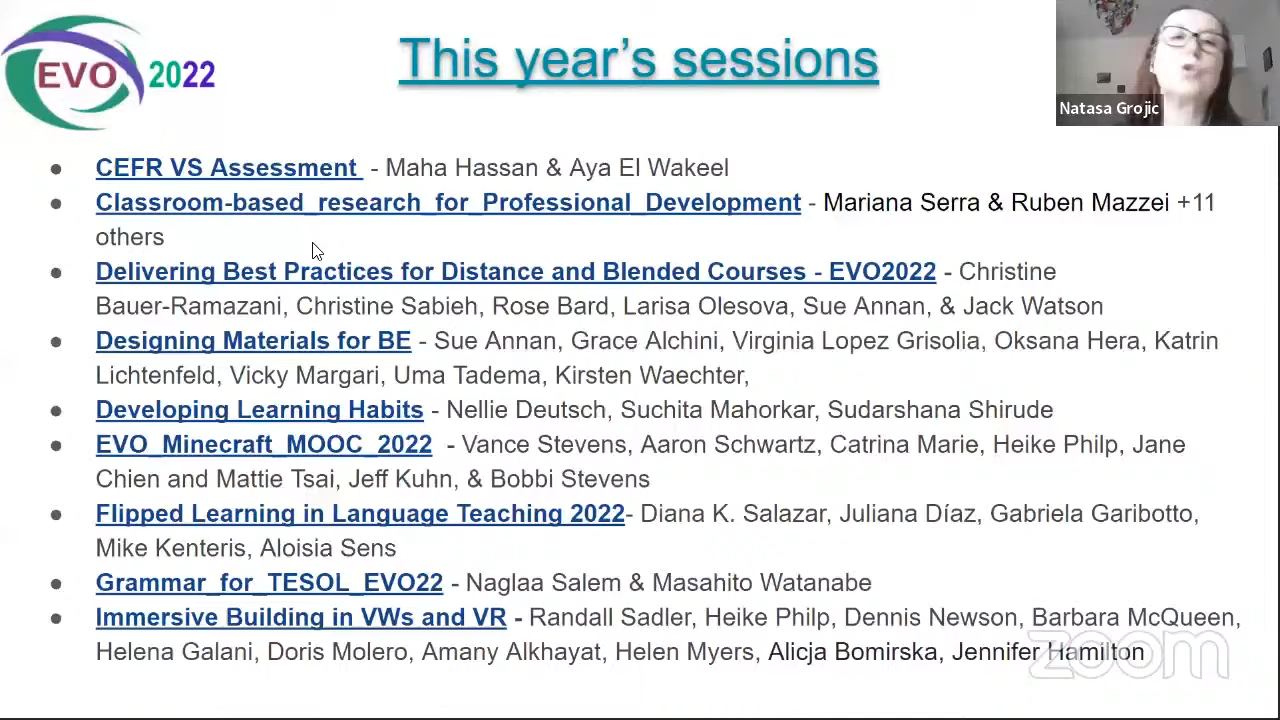 EVO 2022
This year's sessions
Natasa Grojic
● CEFR VS Assessment - Maha Hassan & Aya El Wakeel
● Classroom-based_research_for_Professional_Development - Mariana Serra & Ruben Mazzei +11
others
● Delivering Best Practices for Distance and Blended Courses - EVO2022 - Christine
Bauer-Ramazani, Christine Sabieh, Rose Bard, Larisa Olesova, Sue Annan, & Jack Watson
● Designing Materials for BE - Sue Annan, Grace Alchini, Virginia Lopez Grisolia, Oksana Hera, Katrin
Lichtenfeld, Vicky Margari, Uma Tadema, Kirsten Waechter,
● Developing Learning Habits - Nellie Deutsch, Suchita Mahorkar, Sudarshana Shirude
● EVO_Minecraft_MOOC_2022 - Vance Stevens, Aaron Schwartz, Catrina Marie, Heike Philp, Jane
Chien and Mattie Tsai, Jeff Kuhn, & Bobbi Stevens
● Flipped Learning in Language Teaching 2022- Diana K. Salazar, Juliana Díaz, Gabriela Garibotto,
Mike Kenteris, Aloisia Sens
● Grammar_for_TESOL_EVO22 - Naglaa Salem & Masahito Watanabe
● Immersive Building in VWs and VR - Randall Sadler, Heike Philp, Dennis Newson, Barbara McQueen,
Helena Galani, Doris Molero, Amany Alkhayat, Helen Myers, Alicja Bomirska, Jennifer Hamilton
zoom